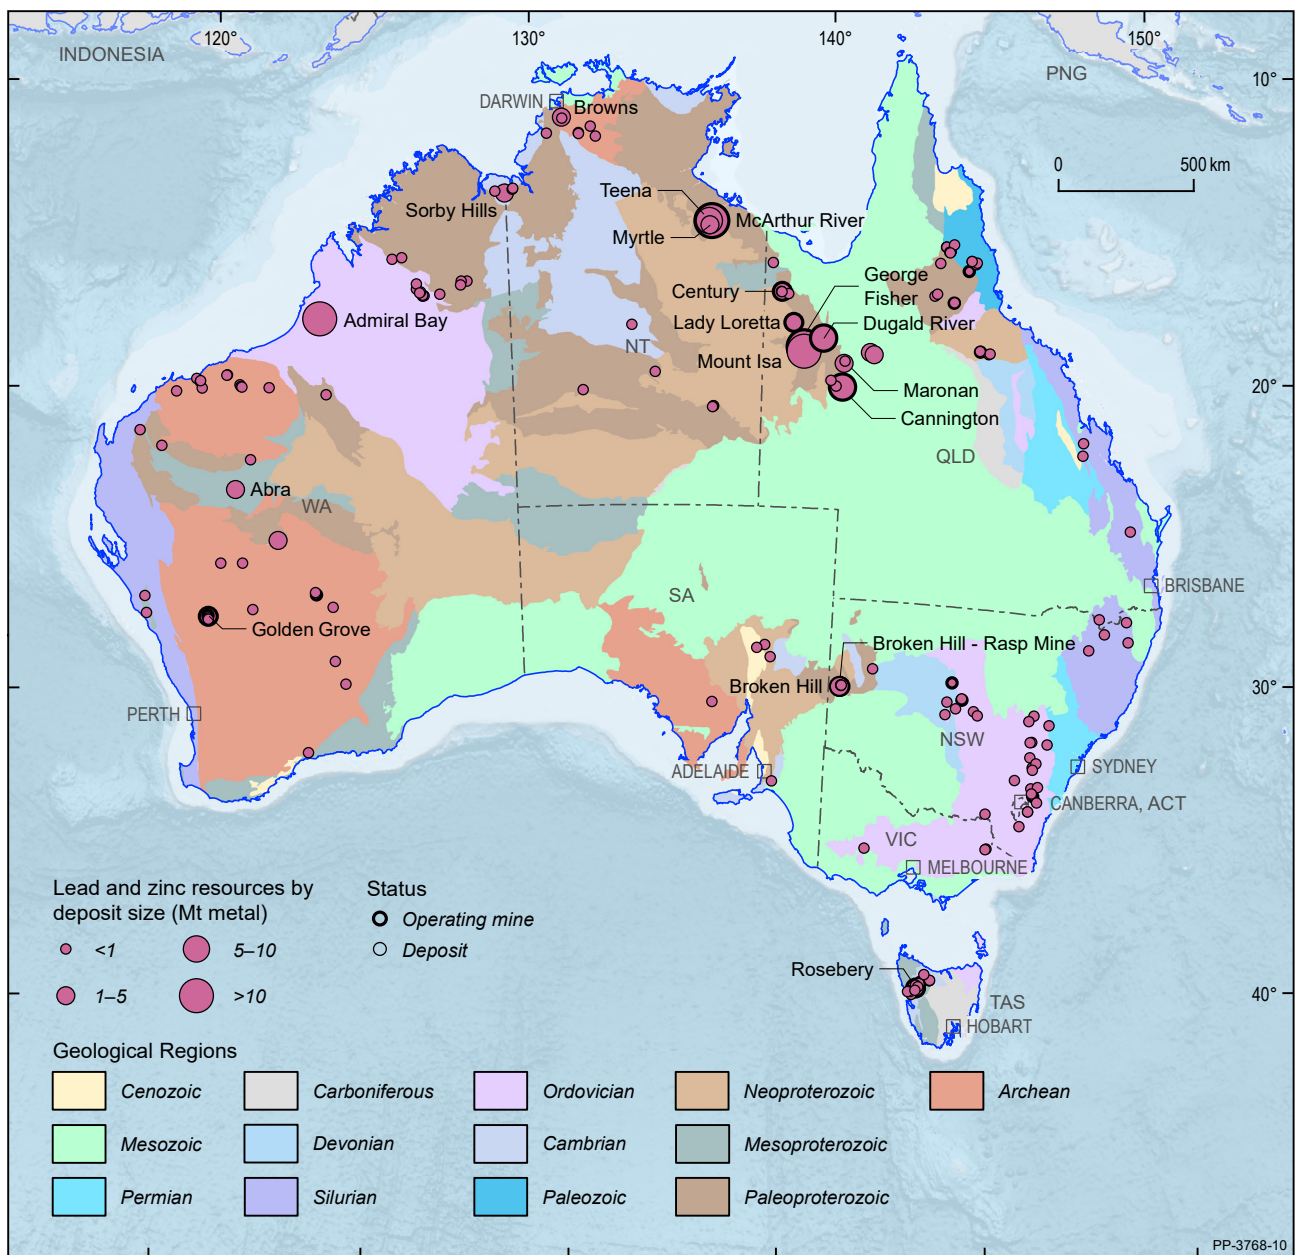 120°
130°
140°
150°
INDONESIA
PNG
10°
DARWIN
Browns
0
500 km
Teena
McArthur River
Sorby Hills
Myrtle
George
Fisher
Century
Lady Loretta
Dugald River
Admiral Bay
NT
Mount Isa
Maronan
20°
Cannington
QLD
Abra
WA
SA
BRISBANE
Golden Grove
Broken Hill - Rasp Mine
Broken Hill
30°
PERTH
NSW
ADELAIDE
SYDNEY
CANBERRA, ACT
VIC
MELBOURNE
Lead and zinc resources by
deposit size (Mt metal)
<1
5–10
1–5
>10
Status
Operating mine
Deposit
Rosebery
40°
TAS
HOBART
Geological Regions
Cenozoic
Carboniferous
Ordovician
Neoproterozoic
Archean
Mesozoic
Devonian
Cambrian
Mesoproterozoic
Permian
Silurian
Paleozoic
Paleoproterozoic
PP-3768-10